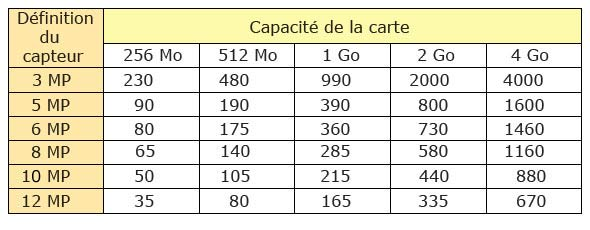 Définition du capteur Capacité de la carte
256 Mo 512 Mo 1 Go 2 Go 4 Go
3 MP 230 480 990 2000 4000
5 MP 90 190 390 800 1600
6 MP 80 175 360 730 1460
8 MP 65 140 285 580 1160
10 MP 50 105 215 440 880
12 MP 35 80 165 335 670